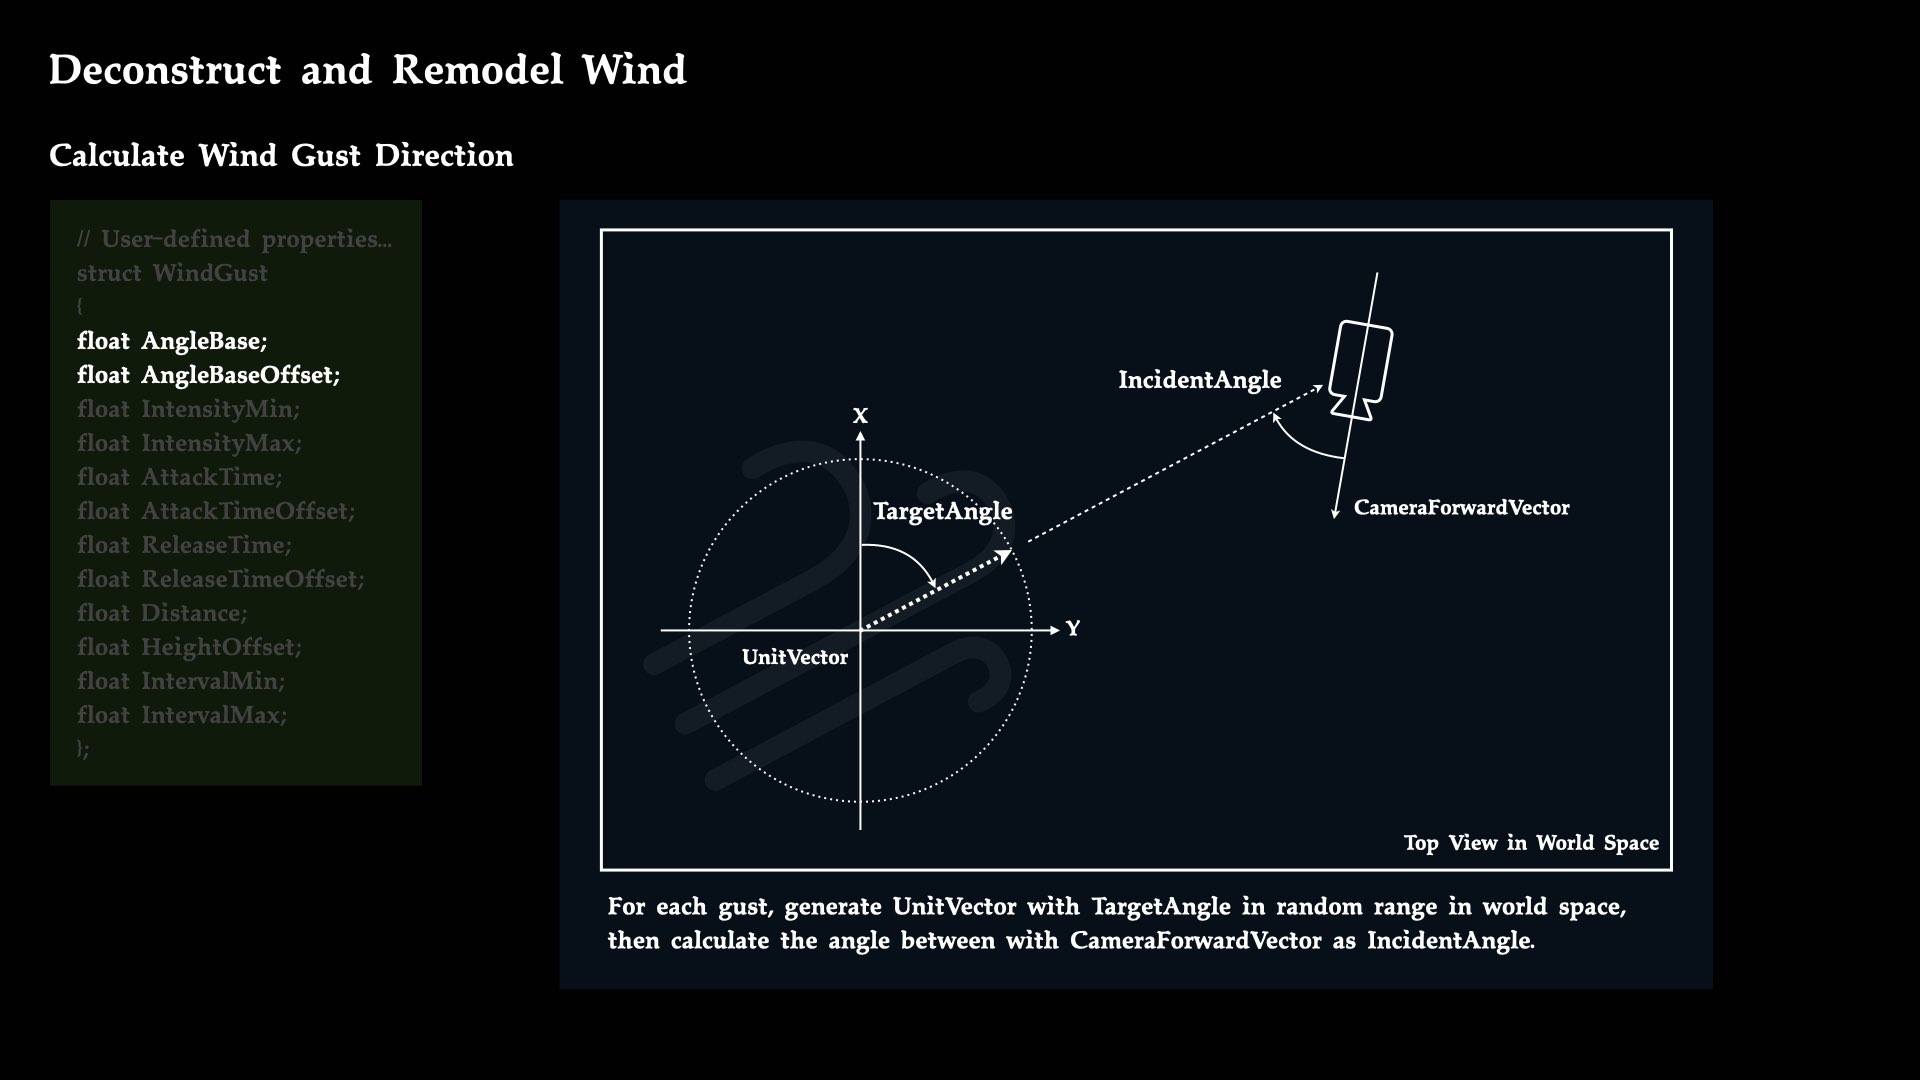 Deconstruct and Remodel Wind
Calculate Wind Gust Direction
// User-defined properties...
struct WindGust
{
float AngleBase;
float AngleBaseOffset;
float IntensityMin;
float IntensityMax;
float AttackTime;
float AttackTimeOffset;
float ReleaseTime;
float ReleaseTimeOffset;
float Distance;
float HeightOffset;
float IntervalMin;
float IntervalMax;
};
IncidentAngle
X
TargetAngle
CameraForwardVector
Y
UnitVector
Top View in World Space
For each gust, generate UnitVector with TargetAngle in random range in world space,
then calculate the angle between with CameraForwardVector as IncidentAngle.